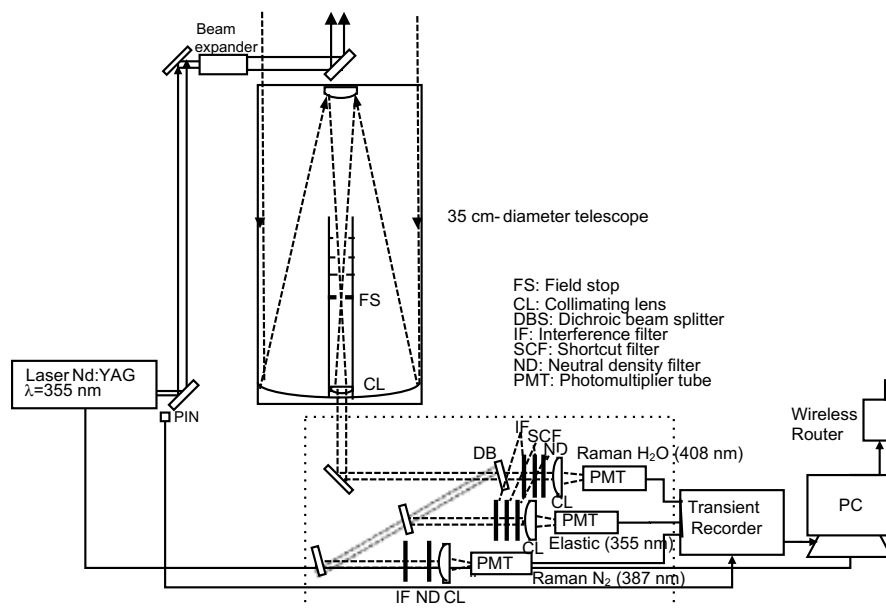 Beam
expander
35 cm-diameter telescope
FS
FS: Field stop
CL: Collimating lens
DBS: Dichroic beam splitter
IF: Interference filter
SCF: Shortcut filter
ND: Neutral density filter
PMT: Photomultiplier tube
Laser Nd:YAG
λ=355 nm
CL
PIN
Wireless
Router
IF
SCF
ND
DB
Raman H₂O (408 nm)
PMT
CL
PC
Transient
Recorder
PMT
CL
Elastic (355 nm)
PMT
Raman N₂ (387 nm)
IF ND CL